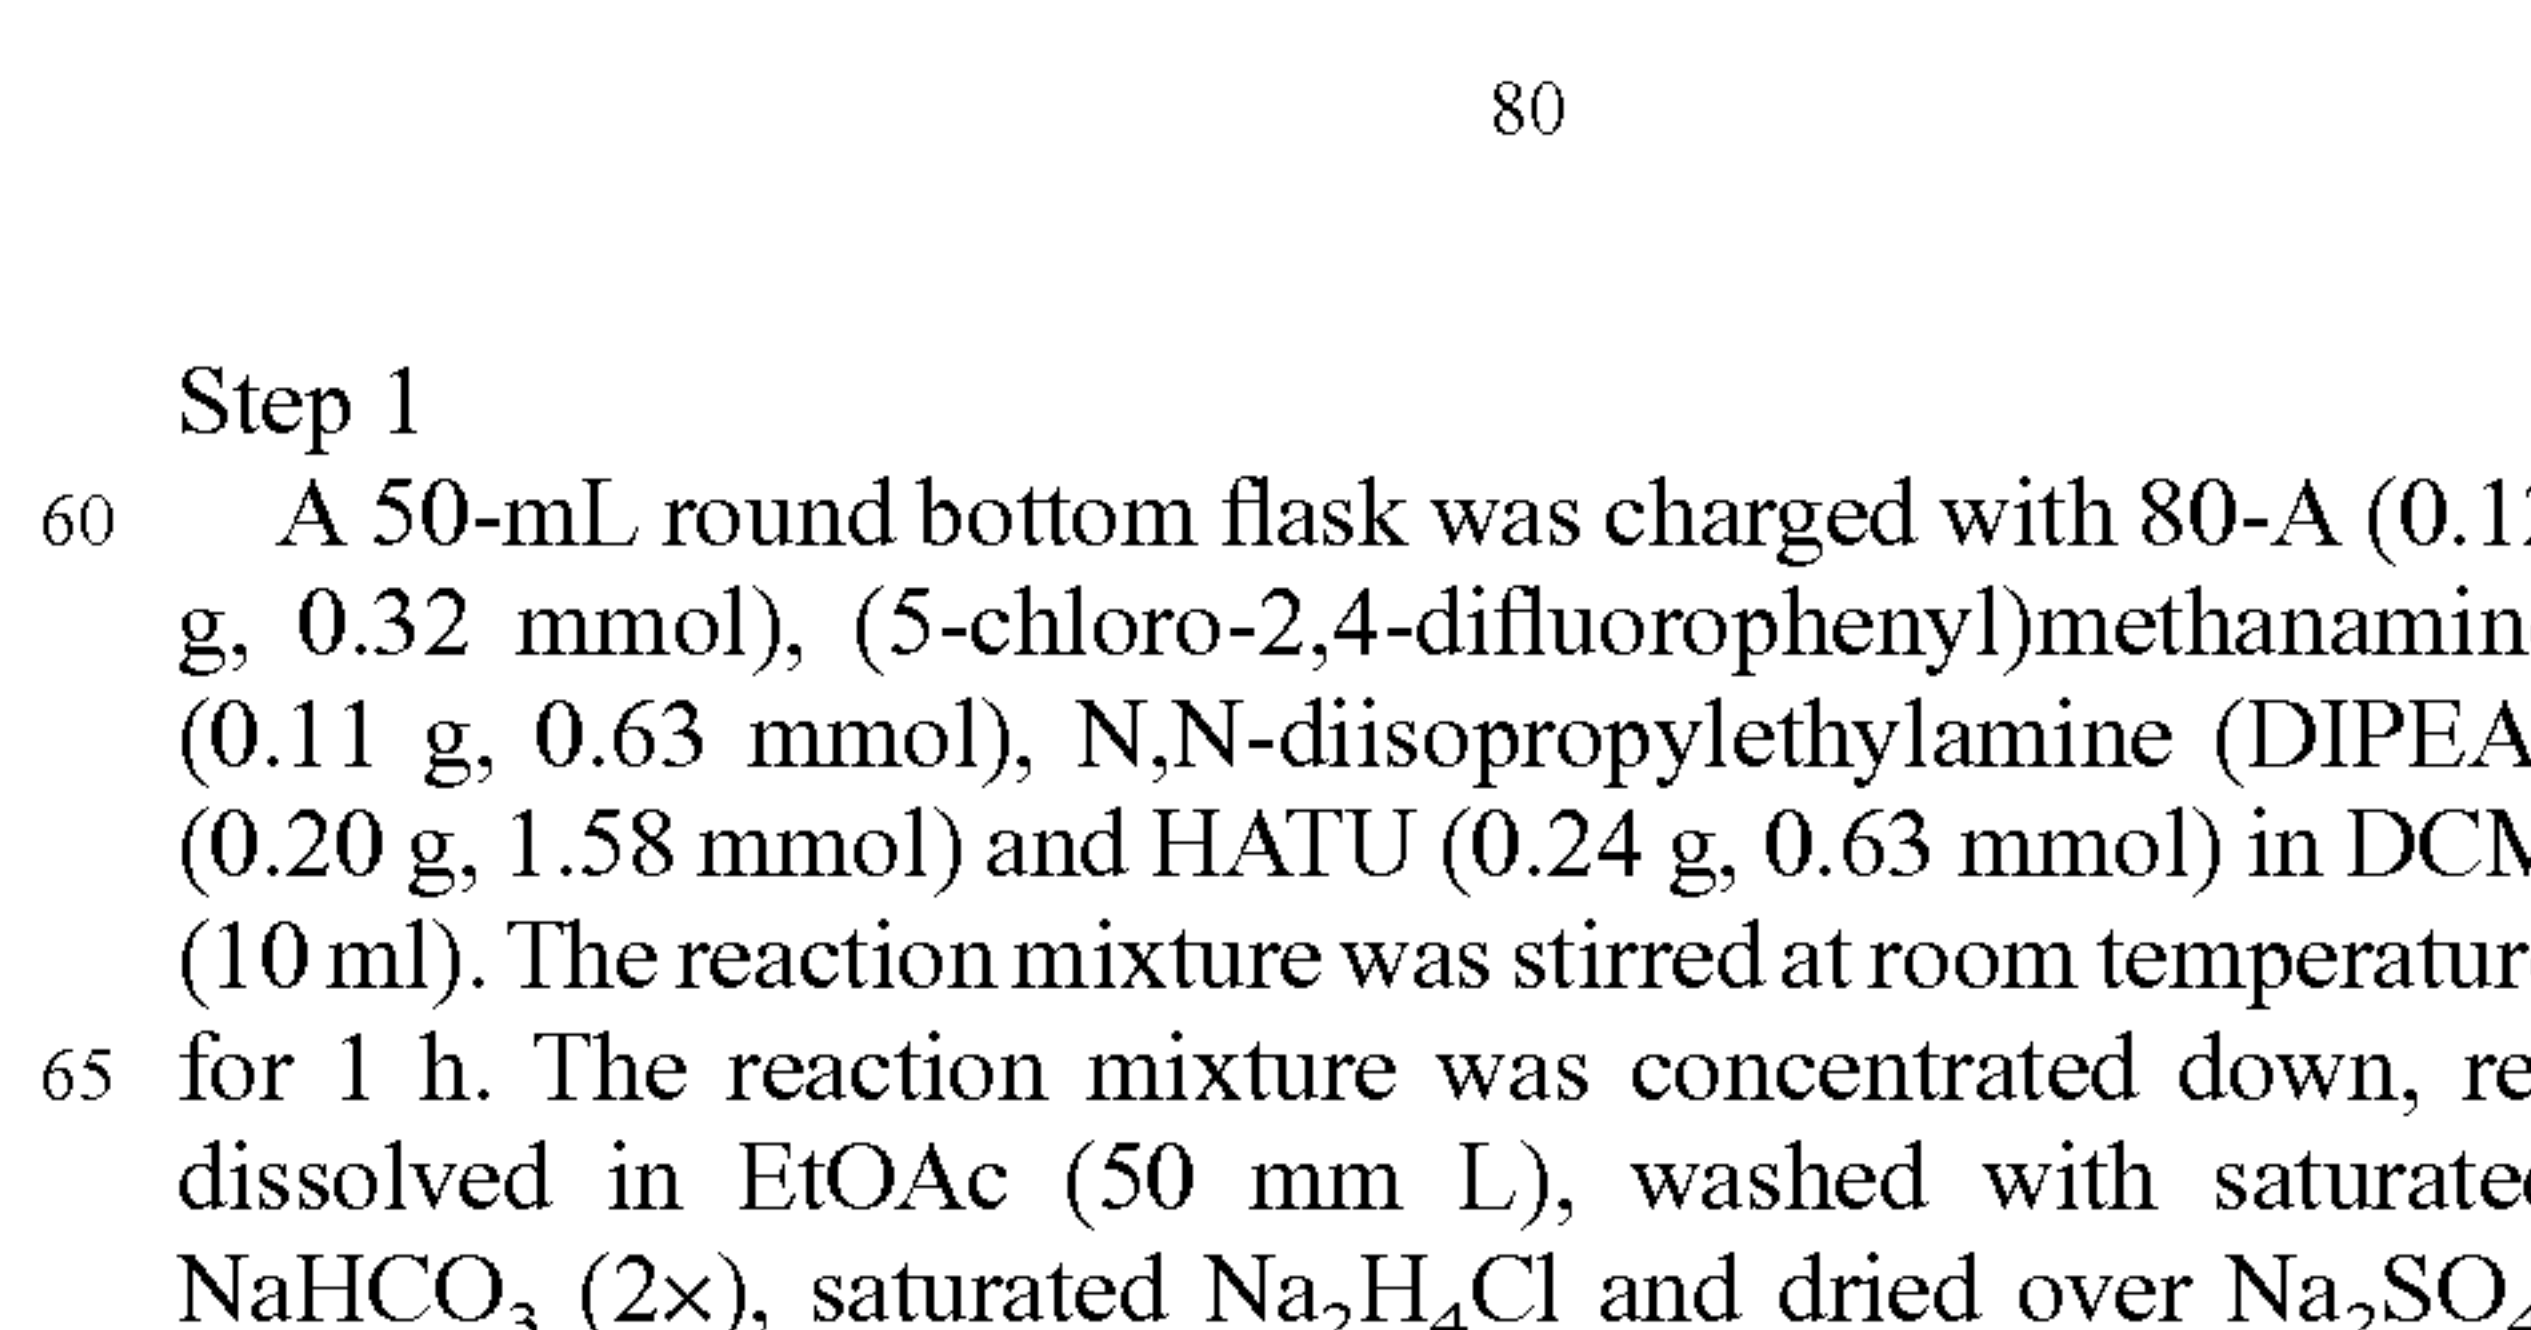 80
Step 1
60 A 50-mL round bottom flask was charged with 80-A (0.12
g, 0.32 mmol), (5-chloro-2,4-difluorophenyl)methanamin
(0.11 g, 0.63 mmol), N,N-diisopropylethylamine (DIPEA
(0.20 g, 1.58 mmol) and HATU (0.24 g, 0.63 mmol) in DCM
(10 ml). The reaction mixture was stirred at room temperatur
65 for 1 h. The reaction mixture was concentrated down, re
dissolved in EtOAc (50 mm L), washed with saturated
NaHCO₃ (2×), saturated Na₂H₄Cl and dried over Na₂SO₄